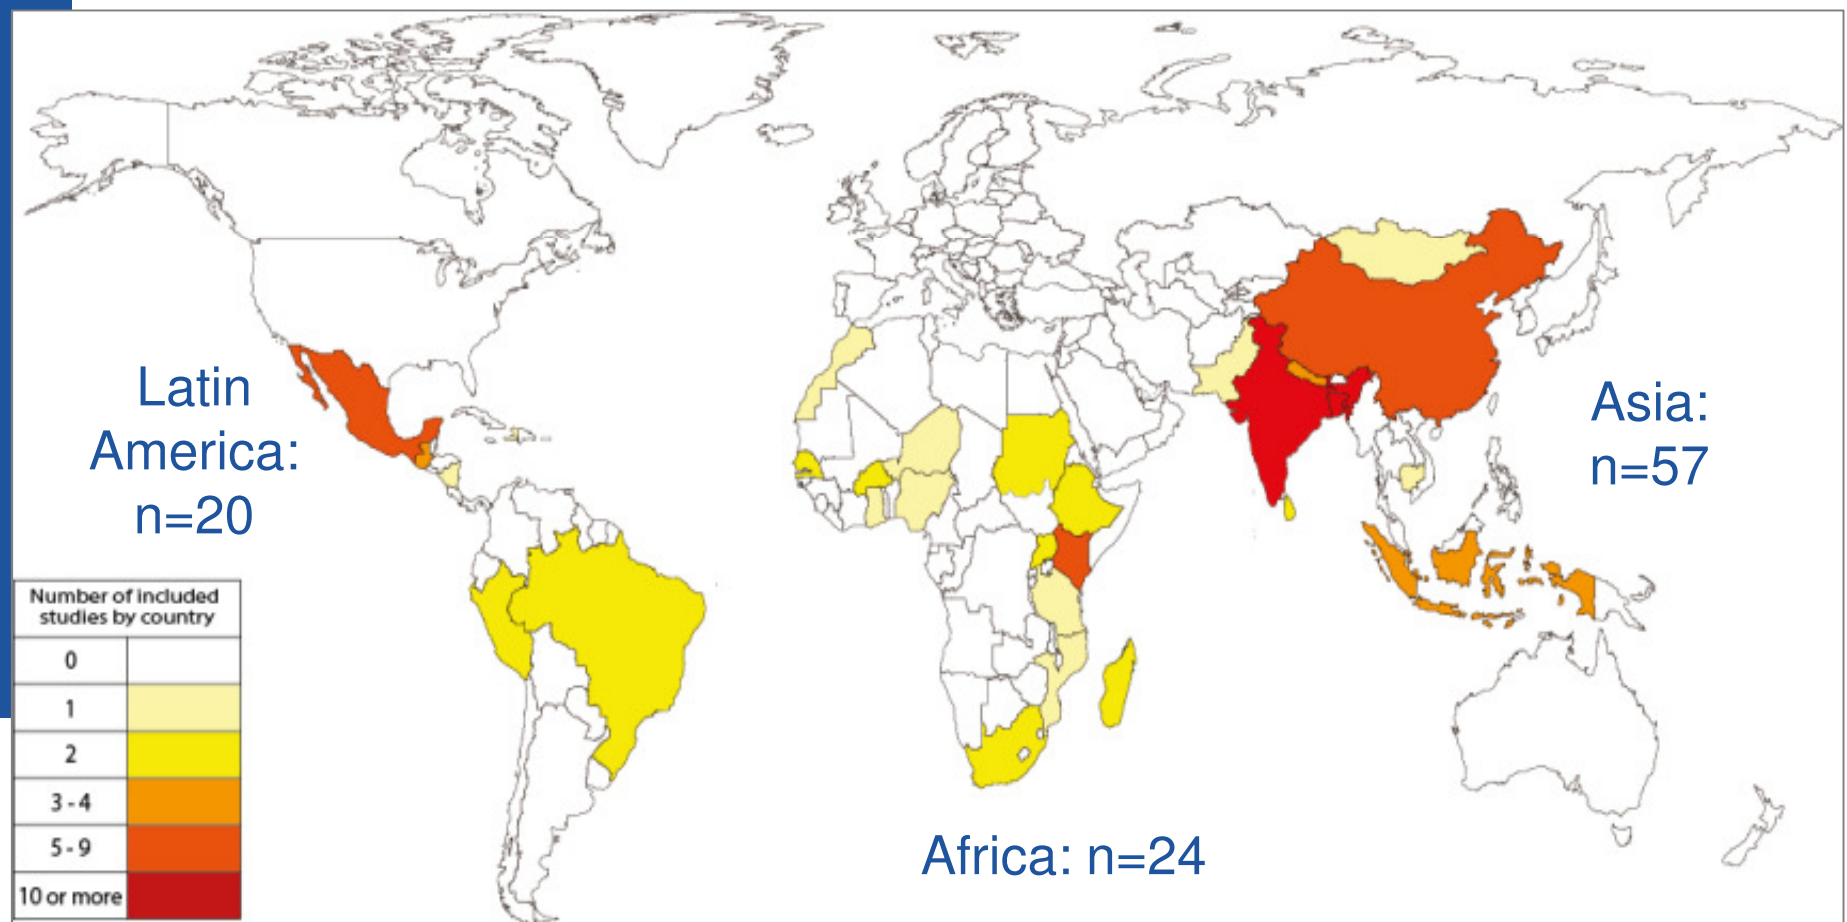 Latin
America:
n=20
Asia:
n=57
Africa: n=24
Number of included
studies by country
0
1
2
3 - 4
5 - 9
10 or more